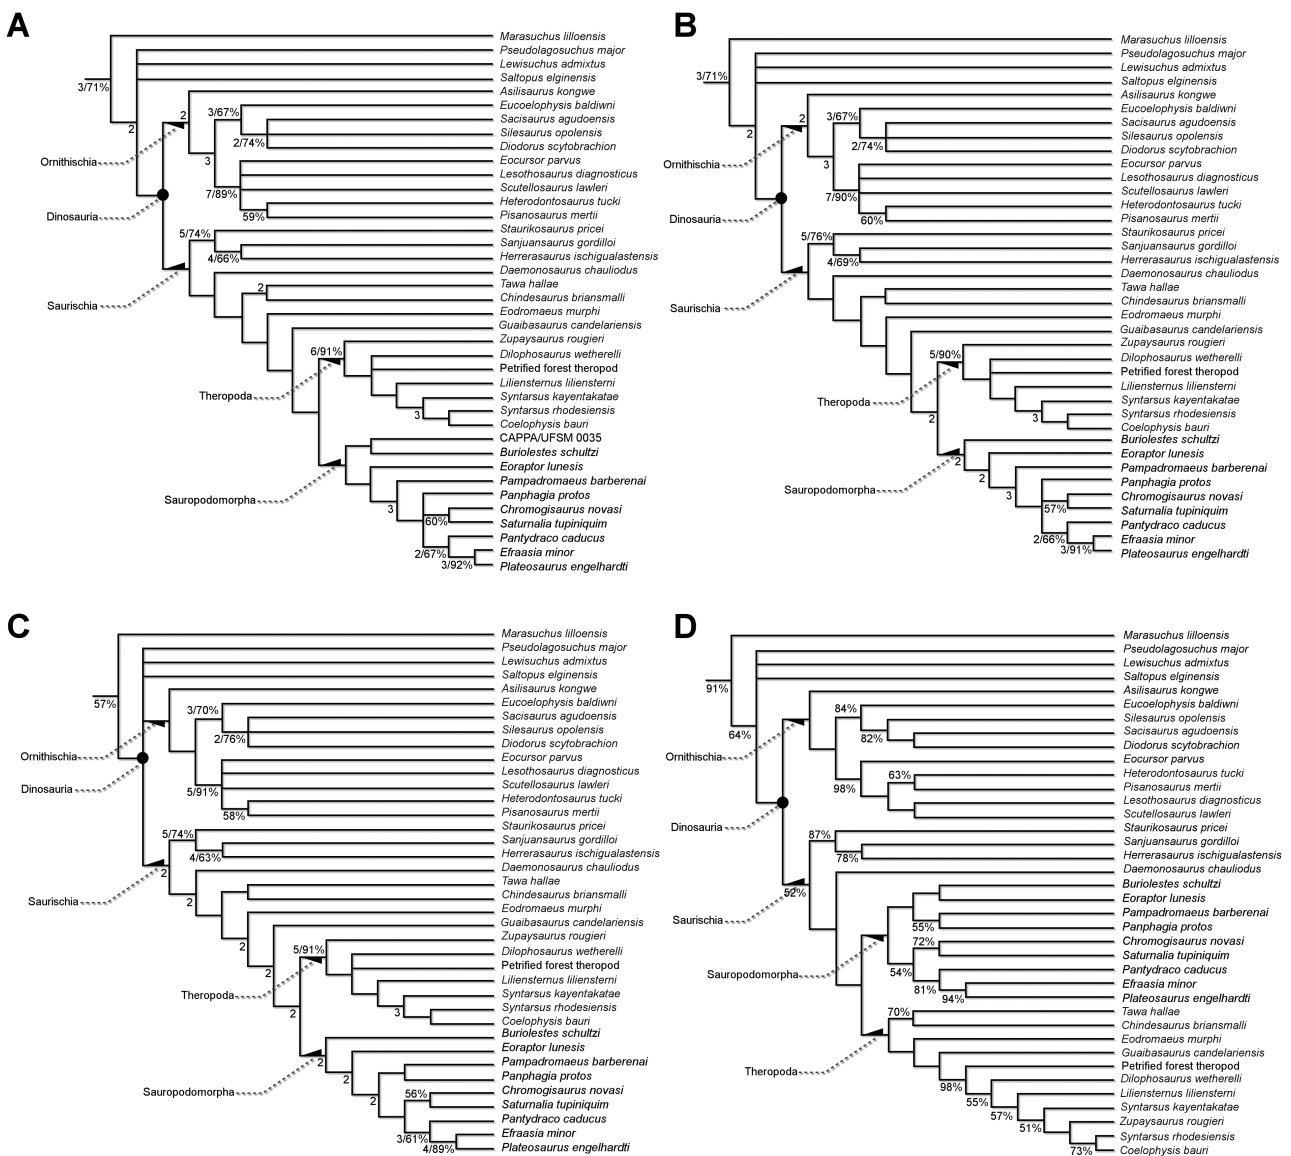 A
Marasuchus lilloensis
Pseudolagosuchus major
Lewisuchus admixtus
Saltopus elginensis
3/71%
Asilisaurus kongwe
Eucoelophysis baldiwni
3/67%
2
Sacisaurus agudoensis
2
Silesaurus opolensis
2/74%
Diodorus scytobrachion
3
Ornithischia
Eocursor parvus
Lesothosaurus diagnosticus
Scutellosaurus lawleri
7/89%
Heterodontosaurus tucki
Dinosauria
59%
Pisanosaurus mertii
Staurikosaurus pricei
5/74%
Sanjuansaurus gordilloi
4/66%
Herrerasaurus ischigualastensis
Daemonosaurus chauliodus
Tawa hallae
2
Chindesaurus briansmalli
Saurischia
Eodromaeus murphi
Guaibasaurus candelariensis
Zupaysaurus rougieri
6/91%
Dilophosaurus wetherelli
Petrified forest theropod
Liliensternus liliensterni
Theropoda
Syntarsus kayentakatae
3
Syntarsus rhodesiensis
Coelophysis bauri
CAPPA/UFSM 0035
Buriolestes schultzi
Eoraptor lunesis
Pampadromaeus barberenai
Sauropodomorpha
Panphagia protos
3
Chromogisaurus novasi
60%
Saturnalia tupiniquim
Pantydraco caducus
2/67%
Efraasia minor
3/92%
Plateosaurus engelhardti
B
Marasuchus lilloensis
Pseudolagosuchus major
Lewisuchus admixtus
3/71%
Saltopus elginensis
Asilisaurus kongwe
Eucoelophysis baldwni
3/67%
2
Sacisaurus agudoensis
2
Silesaurus opolensis
2/74%
Diodorus scytobrachion
3
Ornithischia
Eocursor parvus
Lesothosaurus diagnosticus
Scutellosaurus lawleri
7/90%
Heterodontosaurus tucki
Dinosauria
60%
Pisanosaurus mertii
Staurikosaurus pricei
5/76%
Sanjuansaurus gordilloi
4/69%
Herrerasaurus ischigualastensis
Daemonosaurus chauliodus
Tawa hallae
Chindesaurus briansmalli
Saurischia
Eodromaeus murphi
Guaibasaurus candelariensis
Zupaysaurus rougieri
5/90%
Dilophosaurus wetherelli
Petrified forest theropod
Liliensternus liliensterni
Theropoda
Syntarsus kayentakatae
2
3
Syntarsus rhodesiensis
Coelophysis bauri
Buriolestes schultzi
Eoraptor lunesis
2
Pampadromaeus barberenai
2
Panphagia protos
Sauropodomorpha
3
Chromogisaurus novasi
57%
Saturnalia tupiniquim
Pantydraco caducus
2/66%
Efraasia minor
3/91%
Plateosaurus engelhardti
C
Marasuchus lilloensis
Pseudolagosuchus major
Lewisuchus admixtus
Saltopus elginensis
Asilisaurus kongwe
57%
Eucoelophysis baldwni
3/70%
Sacisaurus agudoensis
Silesaurus opolensis
2/76%
Diodorus scytobrachion
Ornithischia
Eocursor parvus
Lesothosaurus diagnosticus
Scutellosaurus lawleri
Dinosauria
5/91%
Heterodontosaurus tucki
58%
Pisanosaurus mertii
Staurikosaurus pricei
5/74%
Sanjuansaurus gordilloi
4/63%
Herrerasaurus ischigualastensis
Daemonosaurus chauliodus
2
Tawa hallae
Chindesaurus briansmalli
2
Saurischia
Eodromaeus murphi
Guaibasaurus candelariensis
Zupaysaurus rougieri
2
5/91%
Dilophosaurus wetherelli
Petrified forest theropod
2
Liliensternus liliensterni
Theropoda
Syntarsus kayentakatae
2
3
Syntarsus rhodesiensis
Coelophysis bauri
Buriolestes schultzi
Eoraptor lunesis
2
Pampadromaeus barberenai
2
Panphagia protos
Sauropodomorpha
Chromogisaurus novasi
56%
2
Saturnalia tupiniquim
Pantydraco caducus
Efraasia minor
3/61%
4/89%
Plateosaurus engelhardti
D
Marasuchus lilloensis
Pseudolagosuchus major
Lewisuchus admixtus
Saltopus elginensis
91%
Asilisaurus kongwe
Eucoelophysis baldwni
84%
Silesaurus opolensis
64%
Sacisaurus agudoensis
82%
Diodorus scytobrachion
Ornithischia
Eocursor parvus
Heterodontosaurus tucki
63%
98%
Pisanosaurus mertii
Lesothosaurus diagnosticus
Scutellosaurus lawleri
Dinosauria
Staurikosaurus pricei
87%
Sanjuansaurus gordilloi
78%
Herrerasaurus ischigualastensis
Daemonosaurus chauliodus
Buriolestes schultzi
52%
Eoraptor lunesis
Pampadromaeus barberenai
Saurischia
55%
Panphagia protos
Chromogisaurus novasi
72%
Saturnalia tupiniquim
Pantydraco caducus
54%
Sauropodomorpha
Efraasia minor
81%
94%
Plateosaurus engelhardti
Tawa hallae
70%
Chindesaurus briansmalli
Eodromaeus murphi
Guaibasaurus candelariensis
Petrified forest theropod
Theropoda
Dilophosaurus wetherelli
98%
Liliensternus liliensterni
55%
Syntarsus kayentakatae
57%
Zupaysaurus rougieri
51%
Syntarsus rhodesiensis
73%
Coelophysis bauri